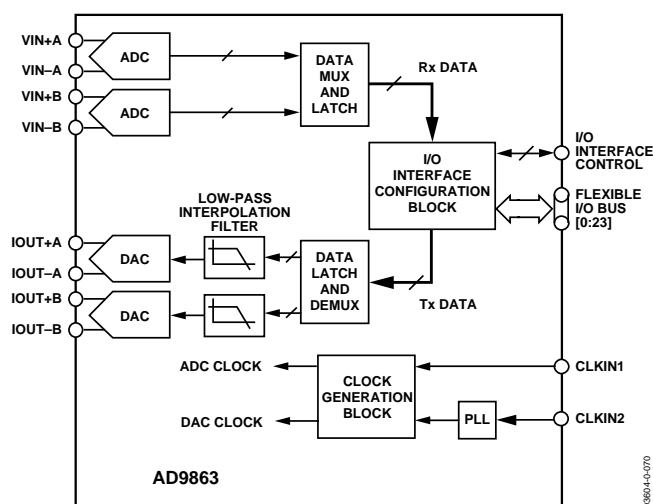 VIN+A
VIN–A
VIN+B
VIN–B
ADC
ADC
DATA
MUX
AND
LATCH
Rx DATA
I/O
INTERFACE
CONFIGURATION
BLOCK
I/O
INTERFACE
CONTROL
FLEXIBLE
I/O BUS
[0:23]
LOW-PASS
INTERPOLATION
FILTER
IOUT+A
IOUT–A
IOUT+B
IOUT–B
DAC
DAC
DATA
LATCH
AND
DEMUX
Tx DATA
ADC CLOCK
DAC CLOCK
CLOCK
GENERATION
BLOCK
PLL
CLKIN1
CLKIN2
AD9863
03604-0-070